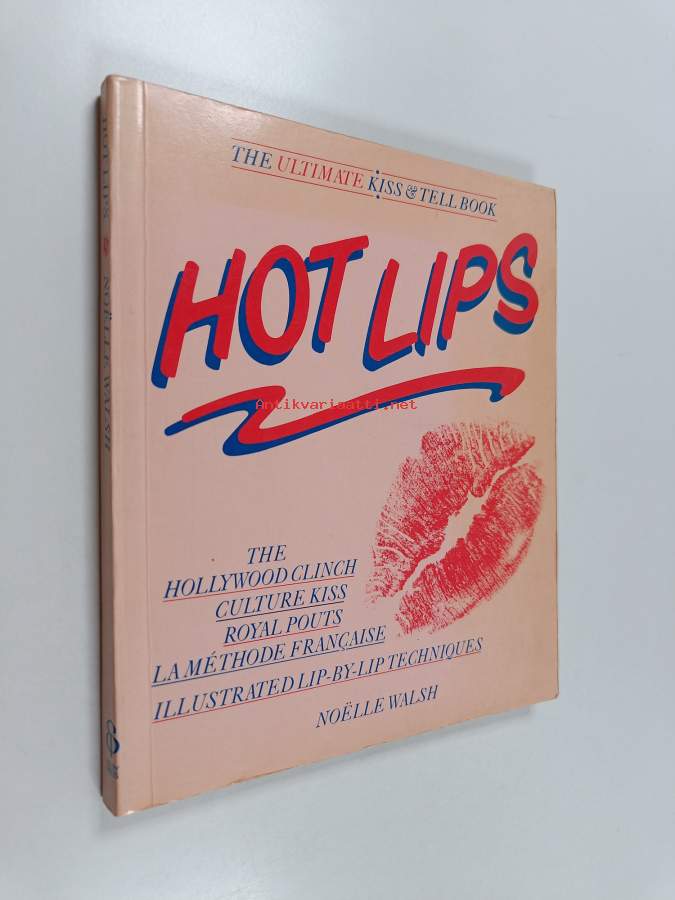 THE ULTIMATE KISS & TELL BOOK
HOT LIPS
Antikvariaatti.net
THE
HOLLYWOOD CLINCH
CULTURE KISS
ROYAL POUTS
LA MÉTHODE FRANÇAISE
ILLUSTRATED LIP-BY-LIP TECHNIQUES
NOËLLE WALSH
HOT LIPS NOËLLE WALSH